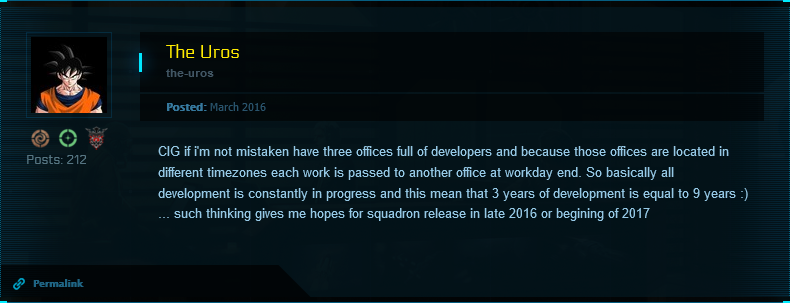 The Uros
the-uros
Posted: March 2016
Posts: 212
CIG if i'm not mistaken have three offices full of developers and because those offices are located in
different timezones each work is passed to another office at workday end. So basically all
development is constantly in progress and this mean that 3 years of development is equal to 9 years :)
... such thinking gives me hopes for squadron release in late 2016 or begining of 2017
Permalink